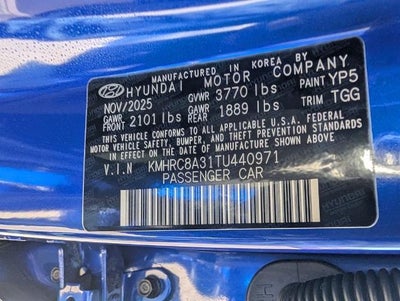 MANUFACTURED IN KOREA BY
HYUNDAI MOTOR COMPANY
NOV/2025 GVWR 3770 lbs PAINT YP5
GAWR FRONT 2101 lbs GAWR REAR 1889 lbs TRIM TGG
THIS VEHICLE CONFORMS TO ALL APPLICABLE U.S.A FEDERAL
MOTOR VEHICLE SAFETY, BUMPER, AND THEFT PREVENTION
STANDARDS IN EFFECT ON THE DATE OF MANUFACTURE SHOWN ABOVE.
V.I.N KMHRC8A31TU440971
PASSENGER CAR